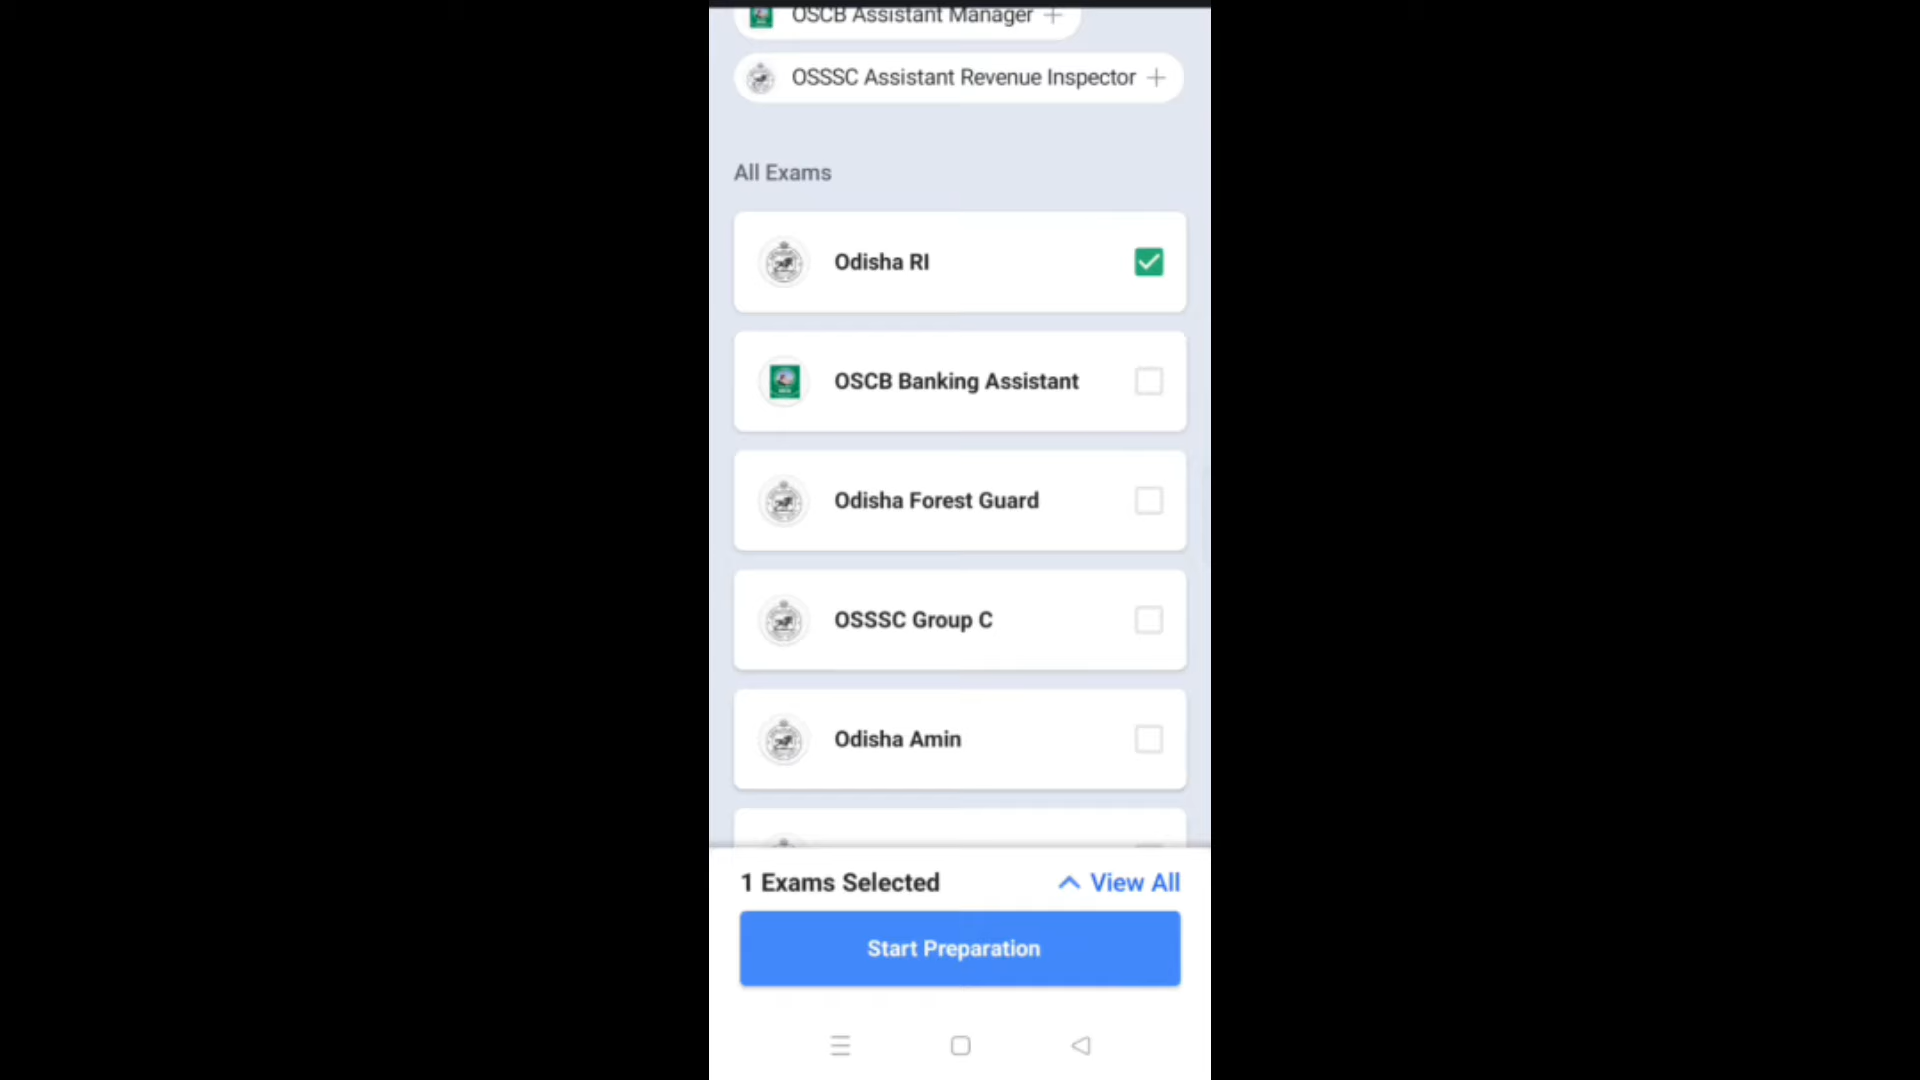 OSCB Assistant Manager +
OSSSC Assistant Revenue Inspector +
All Exams
Odisha RI
OSCB Banking Assistant
Odisha Forest Guard
OSSSC Group C
Odisha Amin
1 Exams Selected
View All
Start Preparation